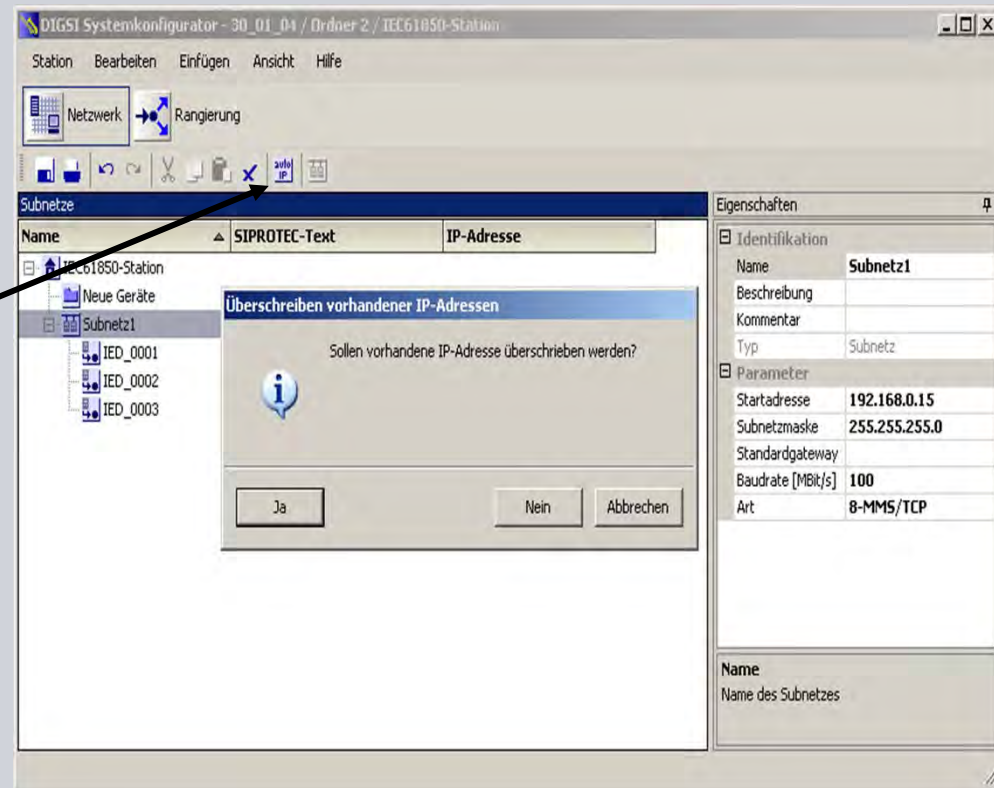 DIGSI Systemkonfigurator - 30_01_04 / Ordner 2 / IEC61850-Station
Station Bearbeiten Einfügen Ansicht Hilfe
Netzwerk Rangierung
auto IP
Subnetze
Name SIPROTEC-Text IP-Adresse
IEC61850-Station
Neue Geräte
Subnetz1
IED_0001
IED_0002
IED_0003
Überschreiben vorhandener IP-Adressen
Sollen vorhandene IP-Adresse überschrieben werden?
Ja Nein Abbrechen
Eigenschaften
Identifikation
Name Subnetz1
Beschreibung
Kommentar
Typ Subnetz
Parameter
Startadresse 192.168.0.15
Subnetzmaske 255.255.255.0
Standardgateway
Baudrate [MBit/s] 100
Art 8-MMS/TCP
Name
Name des Subnetzes